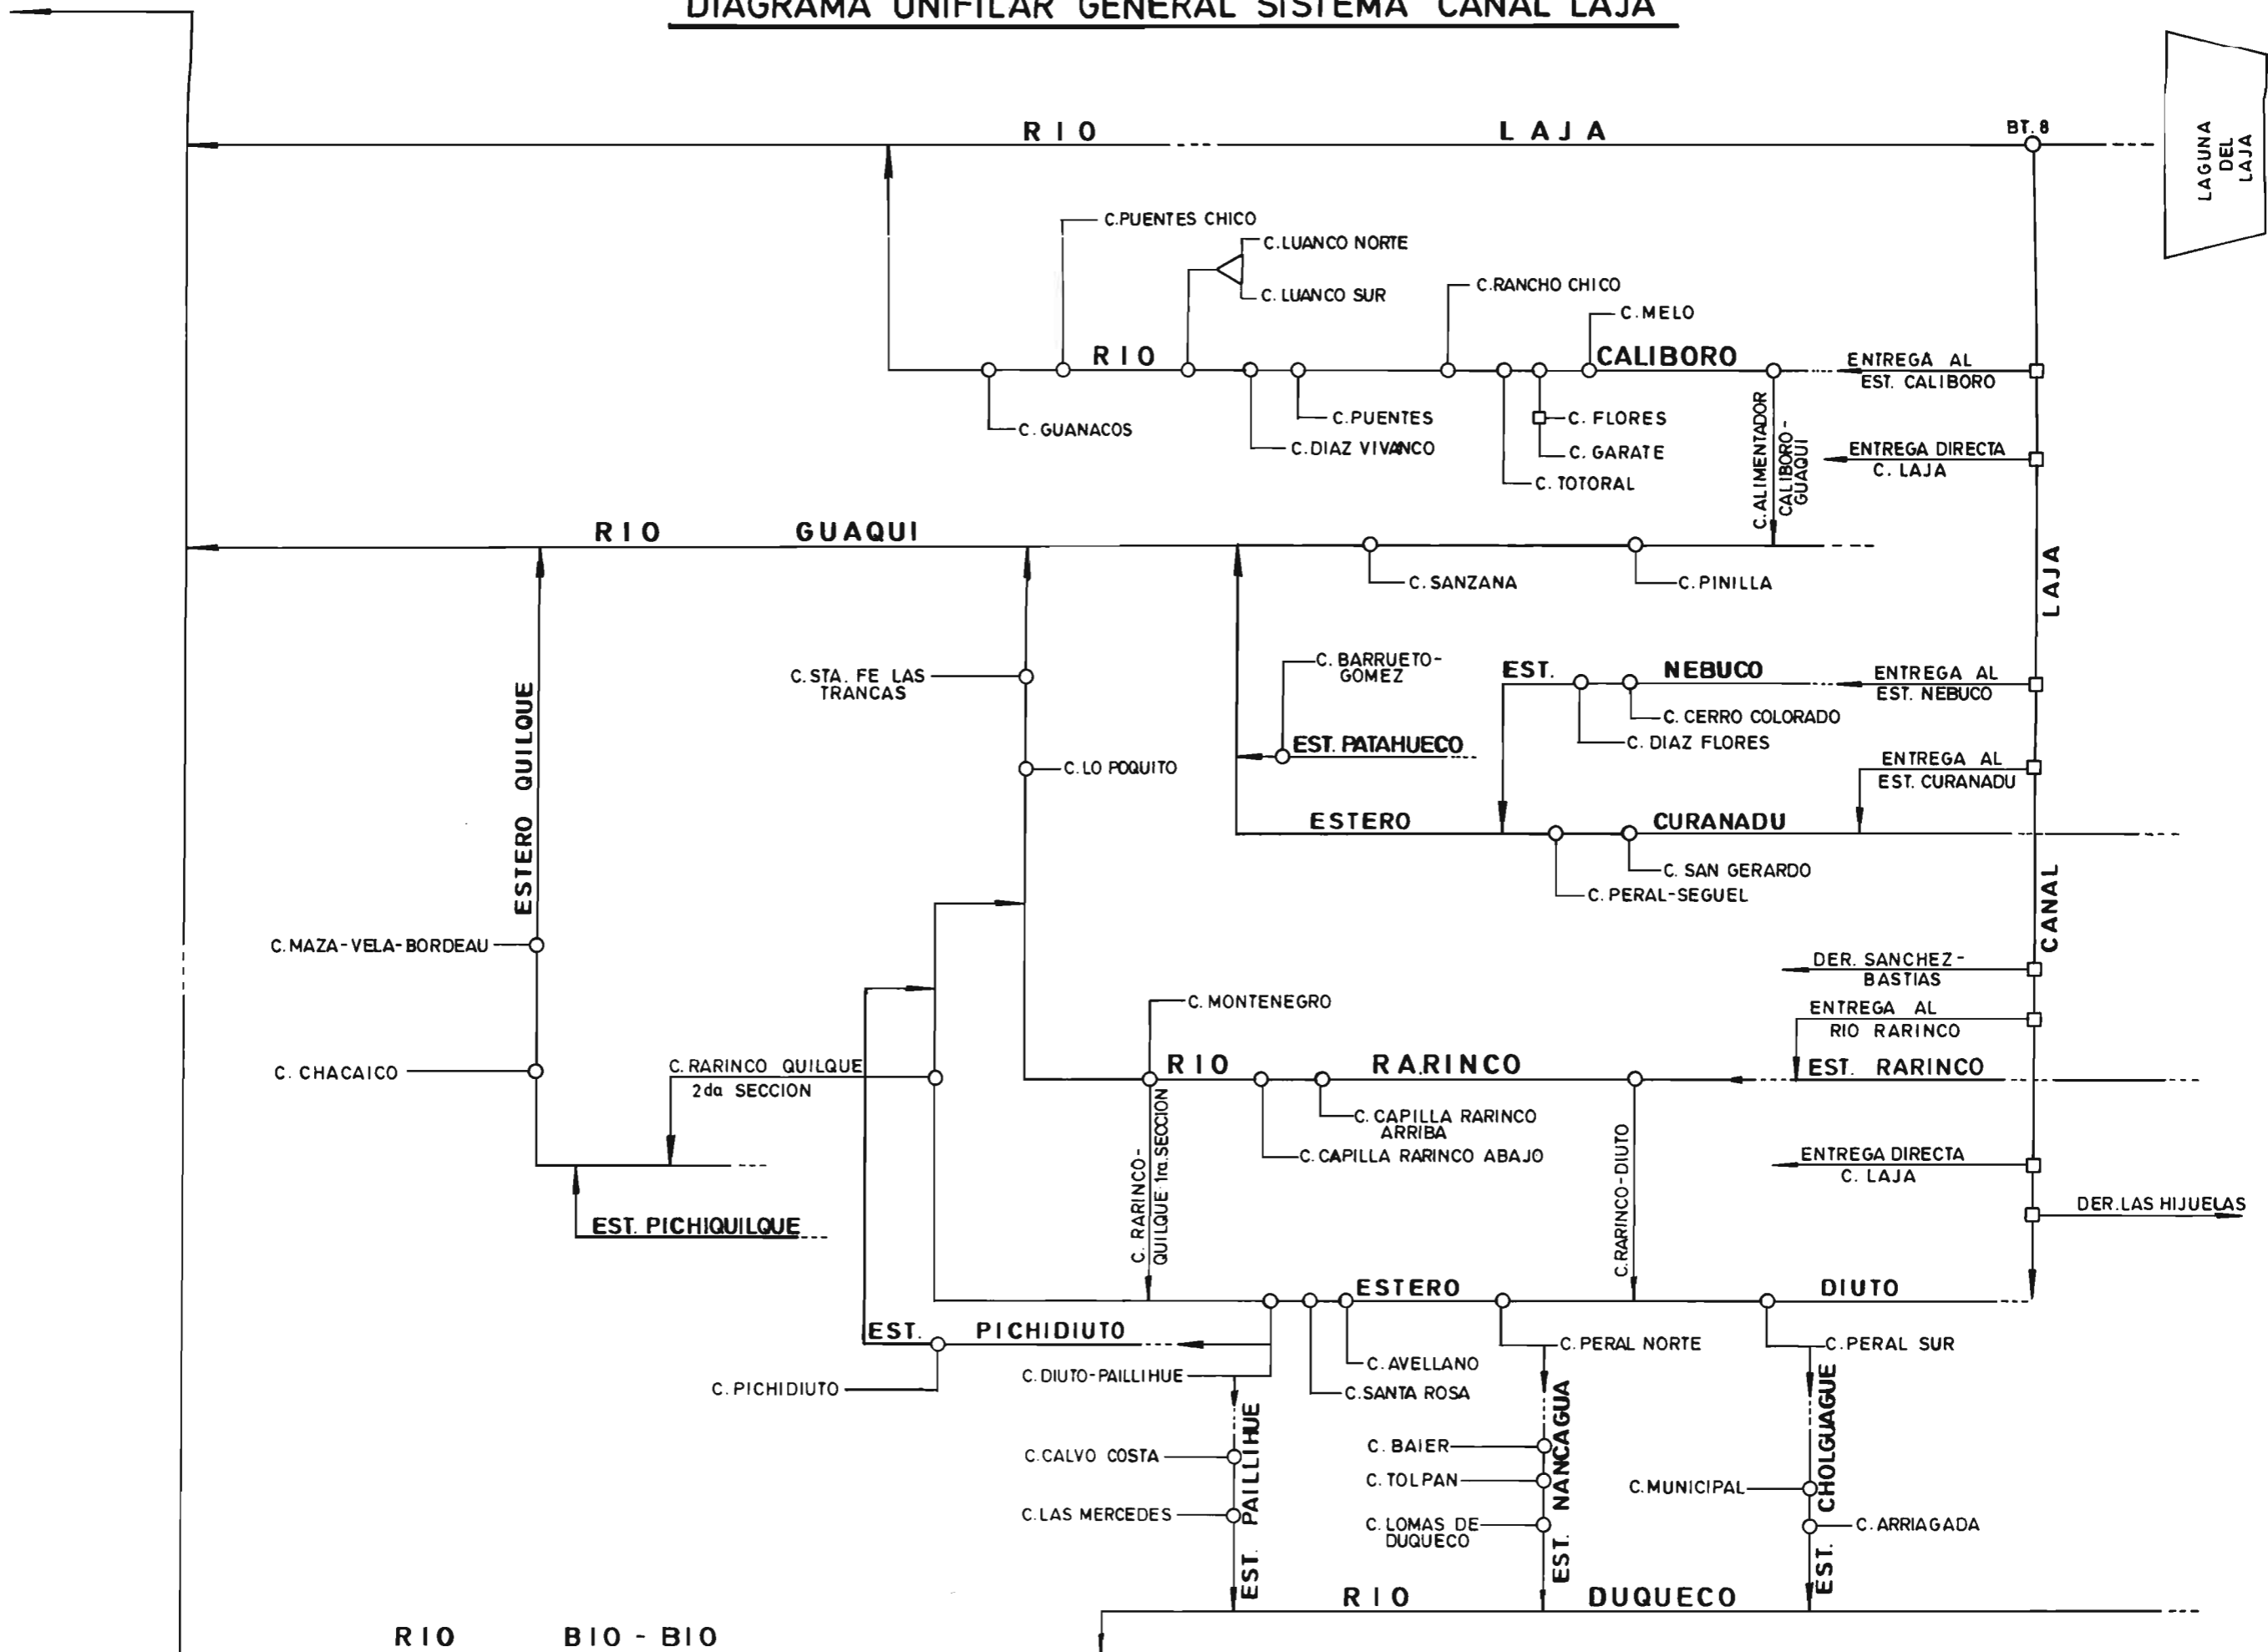 DIAGRAMA UNIFILAR GENERAL SISTEMA CANAL LAJA
RIO LAJA
BT. 8
LAGUNA
DEL
LAJA
C.PUENTES CHICO
C.LUANCO NORTE
C. LUANCO SUR
C.RANCHO CHICO
C. MELO
RIO CALIBORO
ENTREGA AL
EST. CALIBORO
C. GUANACOS
C.PUENTES
C.DIAZ VIVANCO
C. FLORES
C. GARATE
C. TOTORAL
C.ALIMENTADOR
CALIBORO-
GUAQUI
ENTREGA DIRECTA
C. LAJA
RIO GUAQUI
C. SANZANA
C. PINILLA
CANAL LAJA
C. STA. FE LAS
TRANCAS
C. BARRUETO-
GOMEZ
EST. NEBUCO
ENTREGA AL
EST. NEBUCO
C. CERRO COLORADO
C. DIAZ FLORES
EST. PATAHUECO
C. LO POQUITO
ENTREGA AL
EST. CURANADU
ESTERO CURANADU
C. SAN GERARDO
C. PERAL-SEGUEL
ESTERO QUILQUE
C. MAZA-VELA-BORDEAU
DER. SANCHEZ-
BASTIAS
C. MONTENEGRO
ENTREGA AL
RIO RARINCO
C. CHACAICO
C. RARINCO QUILQUE
2da SECCION
RIO RARINCO
EST. RARINCO
C. CAPILLA RARINCO
ARRIBA
C. CAPILLA RARINCO ABAJO
C. RARINCO-
QUILQUE 1ra. SECCION
C. RARINCO-DIUTO
ENTREGA DIRECTA
C. LAJA
DER. LAS HIJUELAS
EST. PICHIQUILQUE
ESTERO DIUTO
EST. PICHIDIUTO
C. PERAL NORTE
C. PERAL SUR
C. AVELLANO
C. DIUTO-PAILLIHUE
C. PICHIDIUTO
C. SANTA ROSA
C. CALVO COSTA
C. LAS MERCEDES
EST. PAILLIHUE
C. BAIER
C. TOLPAN
C. LOMAS DE
DUQUECO
EST. NANCAGUA
C. MUNICIPAL
C. ARRIAGADA
EST. CHOLGUAGUE
RIO DUQUECO
RIO BIO-BIO